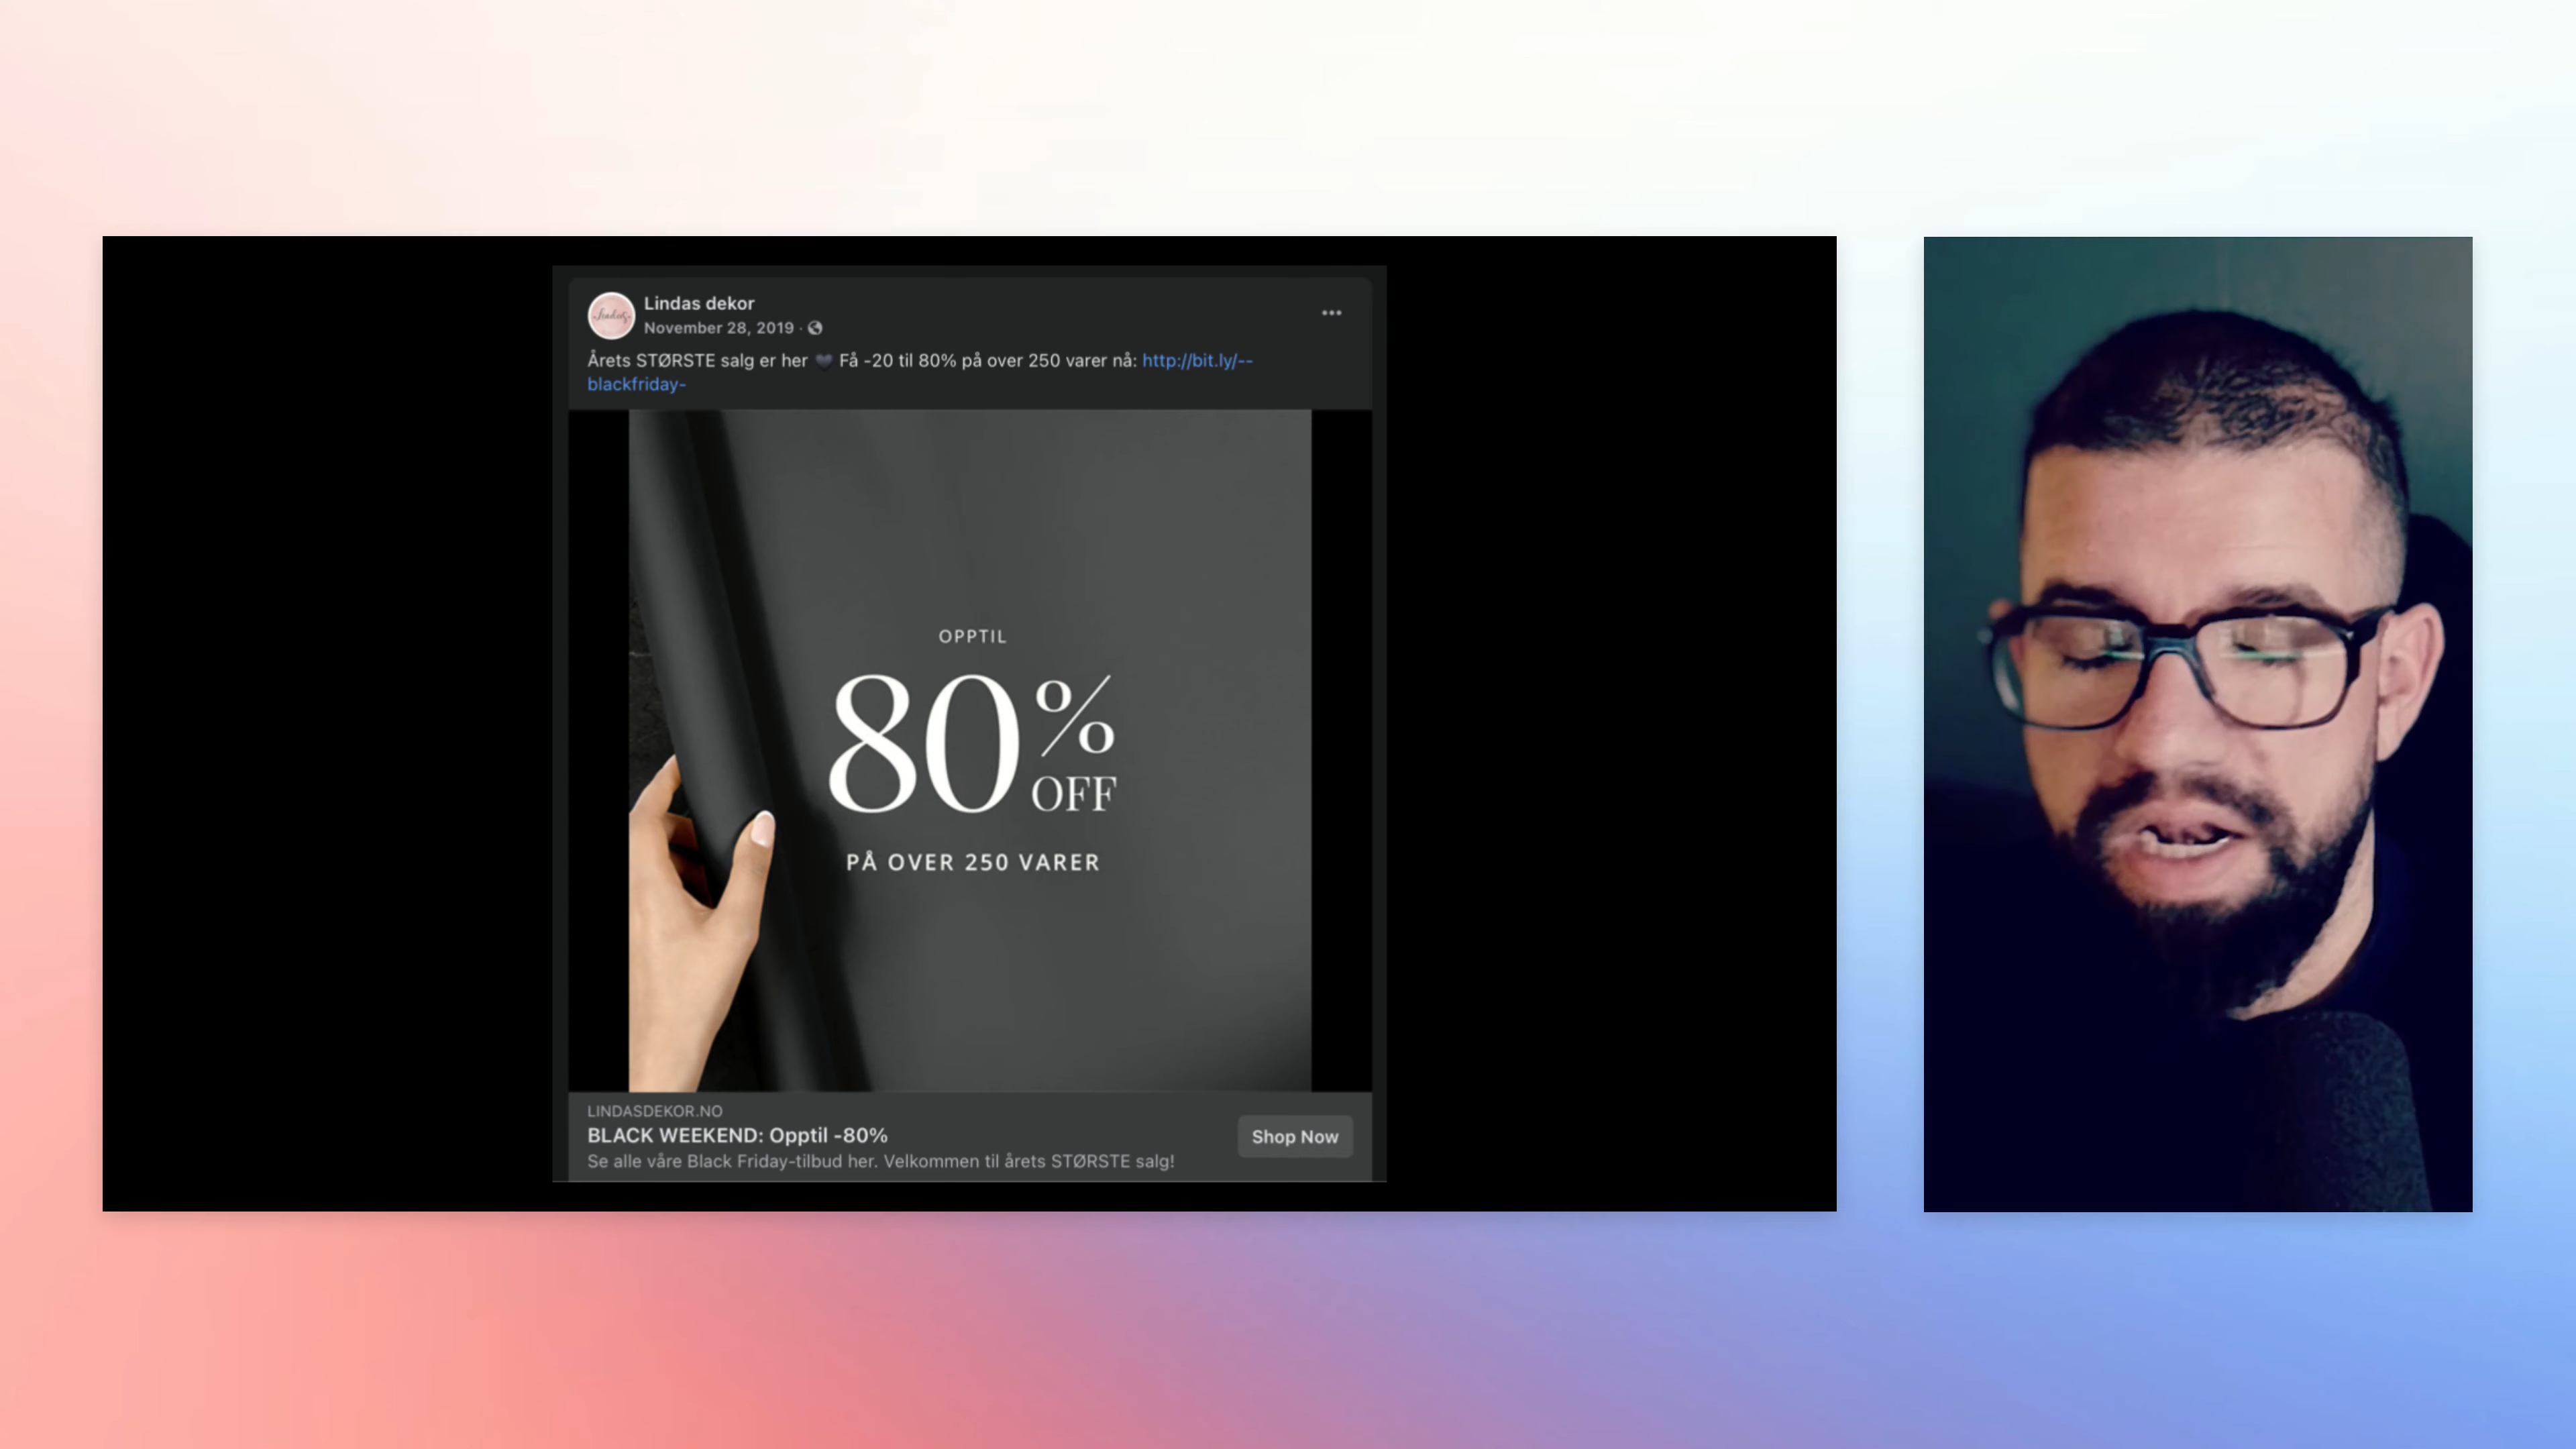 Lindas dekor
November 28, 2019 ·
Årets STØRSTE salg er her 🖤 Få -20 til 80% på over 250 varer nå: http://bit.ly/--
blackfriday-
Lindas
OPPTIL
80%
OFF
PÅ OVER 250 VARER
LINDASDEKOR.NO
BLACK WEEKEND: Opptil -80%
Se alle våre Black Friday-tilbud her. Velkommen til årets STØRSTE salg!
Shop Now